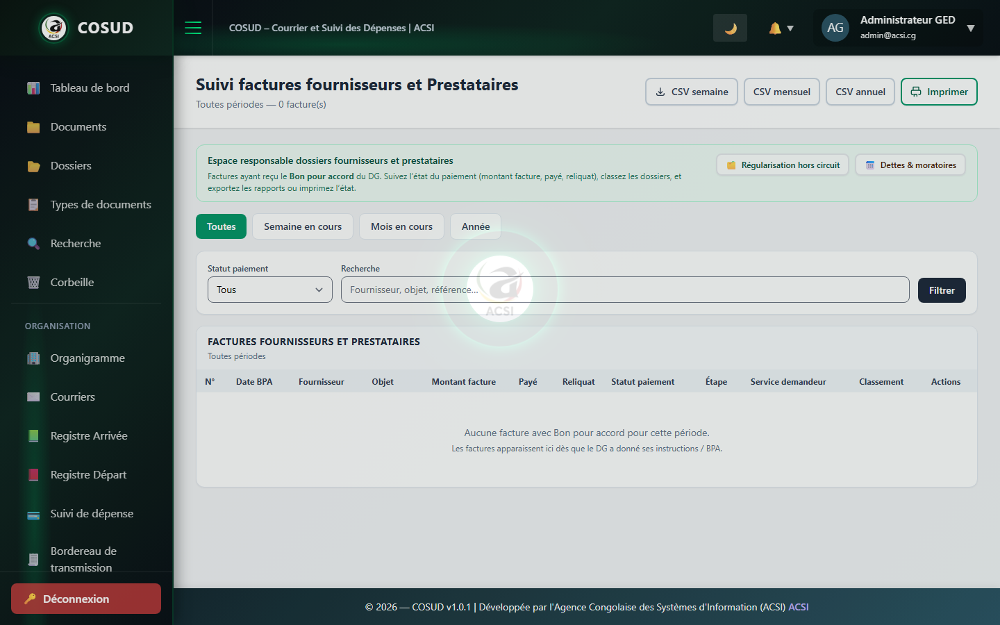 ACSI
COSUD
COSUD – Courrier et Suivi des Dépenses | ACSI
AG
Administrateur GED
admin@acsi.cg
Tableau de bord
Documents
Dossiers
Types de documents
Recherche
Corbeille
ORGANISATION
Organigramme
Courriers
Registre Arrivée
Registre Départ
Suivi de dépense
Bordereau de
transmission
Déconnexion
Suivi factures fournisseurs et Prestataires
Toutes périodes — 0 facture(s)
CSV semaine
CSV mensuel
CSV annuel
Imprimer
Espace responsable dossiers fournisseurs et prestataires
Factures ayant reçu le Bon pour accord du DG. Suivez l'état du paiement (montant facture, payé, reliquat), classez les dossiers, et
exportez les rapports ou imprimez l'état.
Régularisation hors circuit
Dettes & moratoires
Toutes
Semaine en cours
Mois en cours
Année
Statut paiement
Tous
Recherche
Fournisseur, objet, référence...
Filtrer
ACSI
FACTURES FOURNISSEURS ET PRESTATAIRES
Toutes périodes
N° Date BPA Fournisseur Objet Montant facture Payé Reliquat Statut paiement Étape Service demandeur Classement Actions
Aucune facture avec Bon pour accord pour cette période.
Les factures apparaissent ici dès que le DG a donné ses instructions / BPA.
© 2026 — COSUD v1.0.1 | Développée par l'Agence Congolaise des Systèmes d'Information (ACSI) ACSI